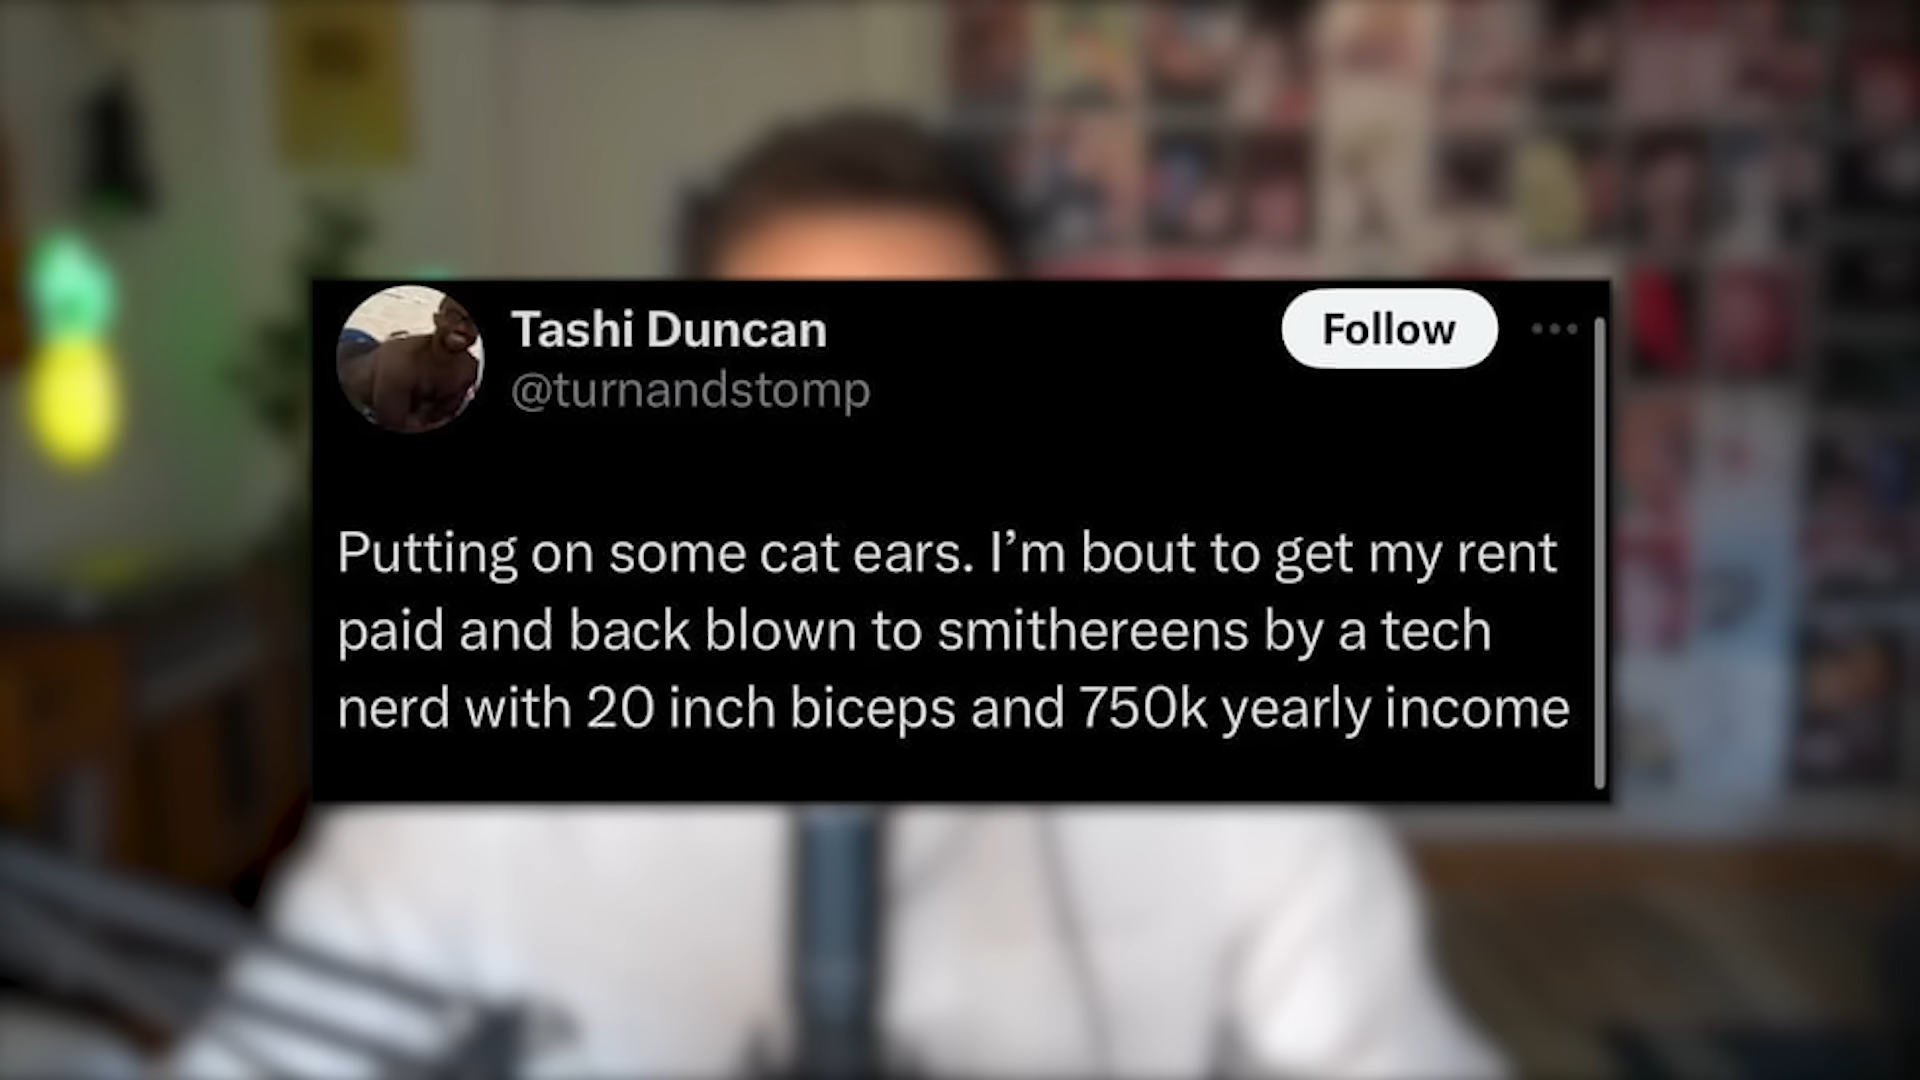 Tashi Duncan
Follow
@turnandstomp
Putting on some cat ears. I’m bout to get my rent
paid and back blown to smithereens by a tech
nerd with 20 inch biceps and 750k yearly income